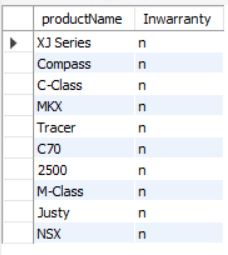 productName Inwarranty
XJ Series n
Compass n
C-Class n
MKX n
Tracer n
C70 n
2500 n
M-Class n
Justy n
NSX n